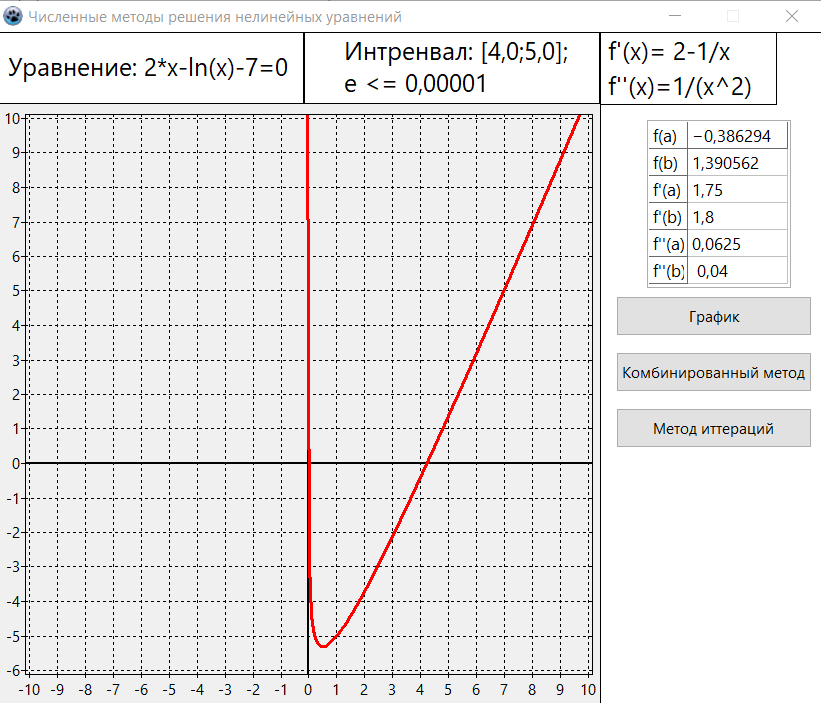 Численные методы решения нелинейных уравнений
Уравнение: 2*x-ln(x)-7=0
Интренвал: [4,0;5,0];
e <= 0,00001
f'(x)= 2-1/x
f''(x)=1/(x^2)
10
9
8
7
6
5
4
3
2
1
0
-1
-2
-3
-4
-5
-6
-10 -9 -8 -7 -6 -5 -4 -3 -2 -1 0 1 2 3 4 5 6 7 8 9 10
f(a) −0,386294
f(b) 1,390562
f'(a) 1,75
f'(b) 1,8
f''(a) 0,0625
f''(b) 0,04
График
Комбинированный метод
Метод иттераций